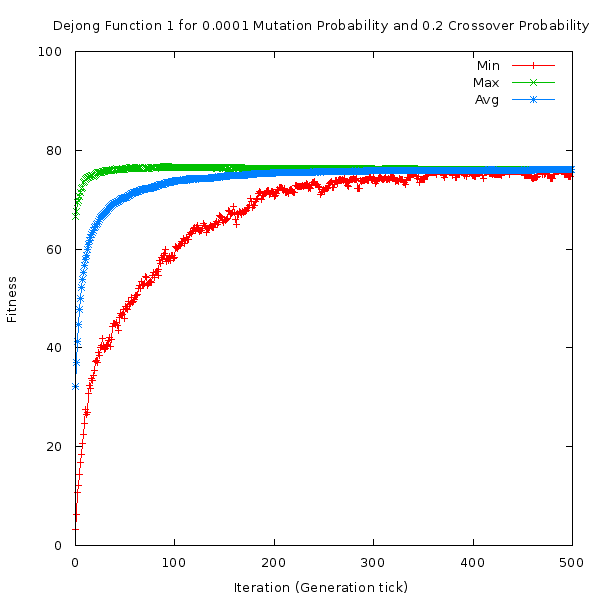 Dejong Function 1 for 0.0001 Mutation Probability and 0.2 Crossover Probability
100
80
60
40
20
0
Fitness
Min
Max
Avg
0 100 200 300 400 500
Iteration (Generation tick)